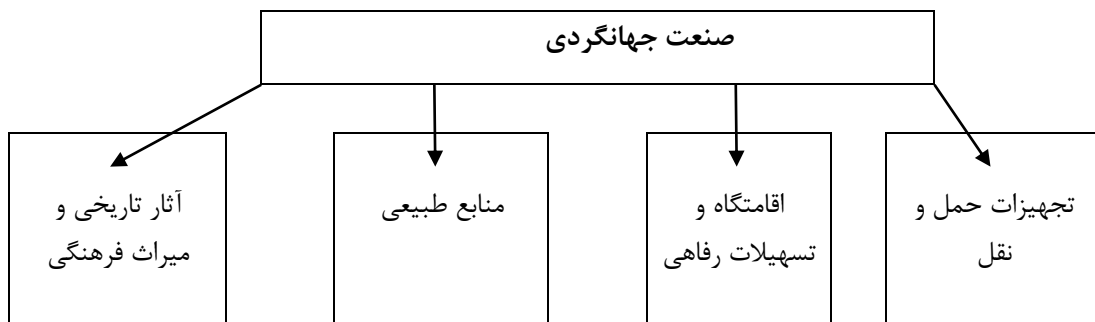 صنعت جهانگردی
تجهیزات حمل و
نقل
اقامتگاه و
تسهیلات رفاهی
منابع طبیعی
آثار تاریخی و
میراث فرهنگی